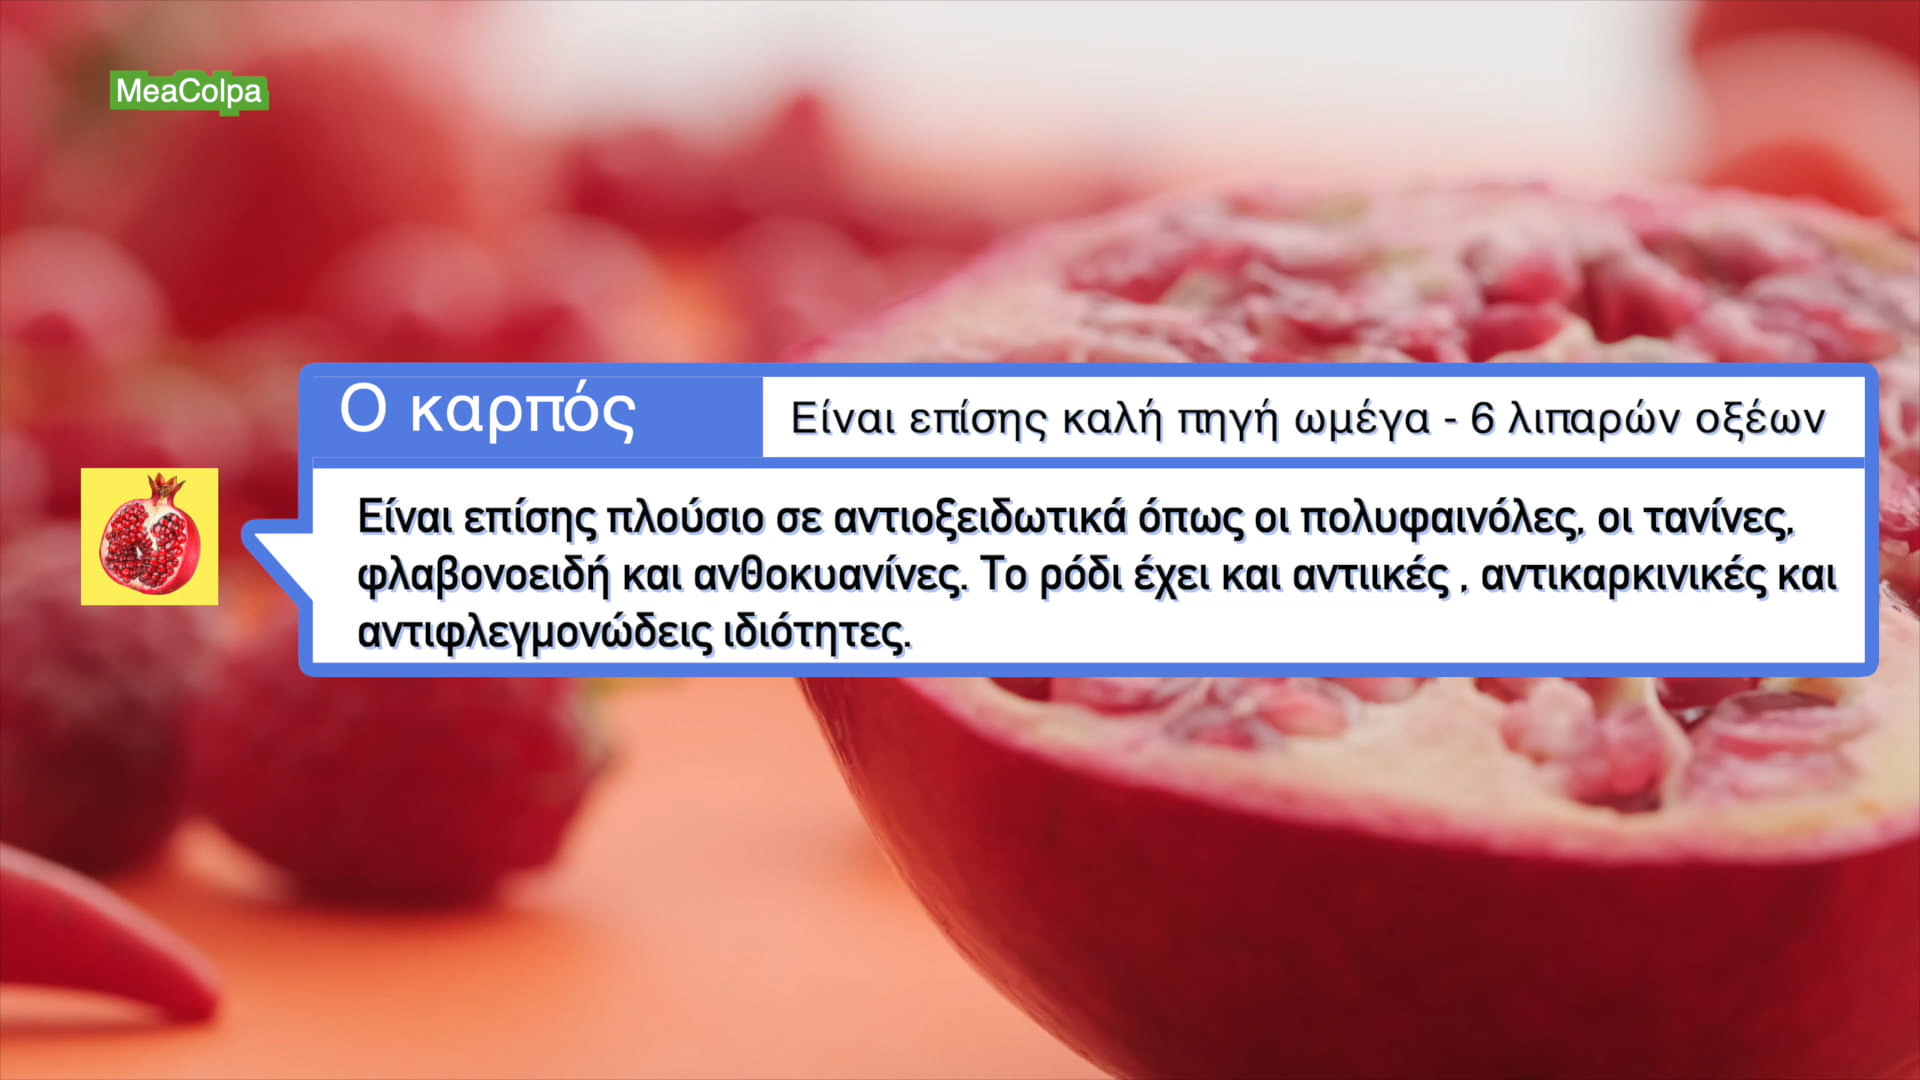 MeaColpa
Ο καρπός
Είναι επίσης καλή πηγή ωμέγα - 6 λιπαρών οξέων
Είναι επίσης πλούσιο σε αντιοξειδωτικά όπως οι πολυφαινόλες, οι τανίνες,
φλαβονοειδή και ανθοκυανίνες. Το ρόδι έχει και αντιικές , αντικαρκινικές και
αντιφλεγμονώδεις ιδιότητες.